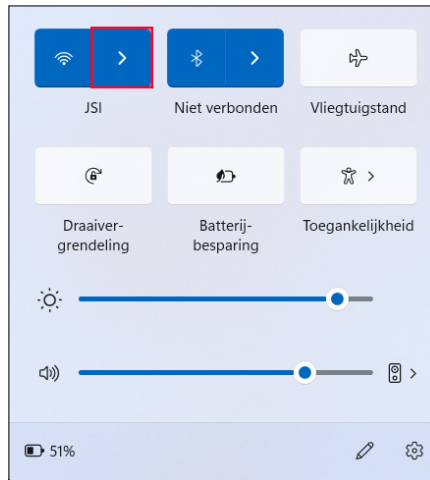 JSI
Niet verbonden
Vliegtuigstand
Draaiver-
grendeling
Batterij-
besparing
Toegankelijkheid
51%